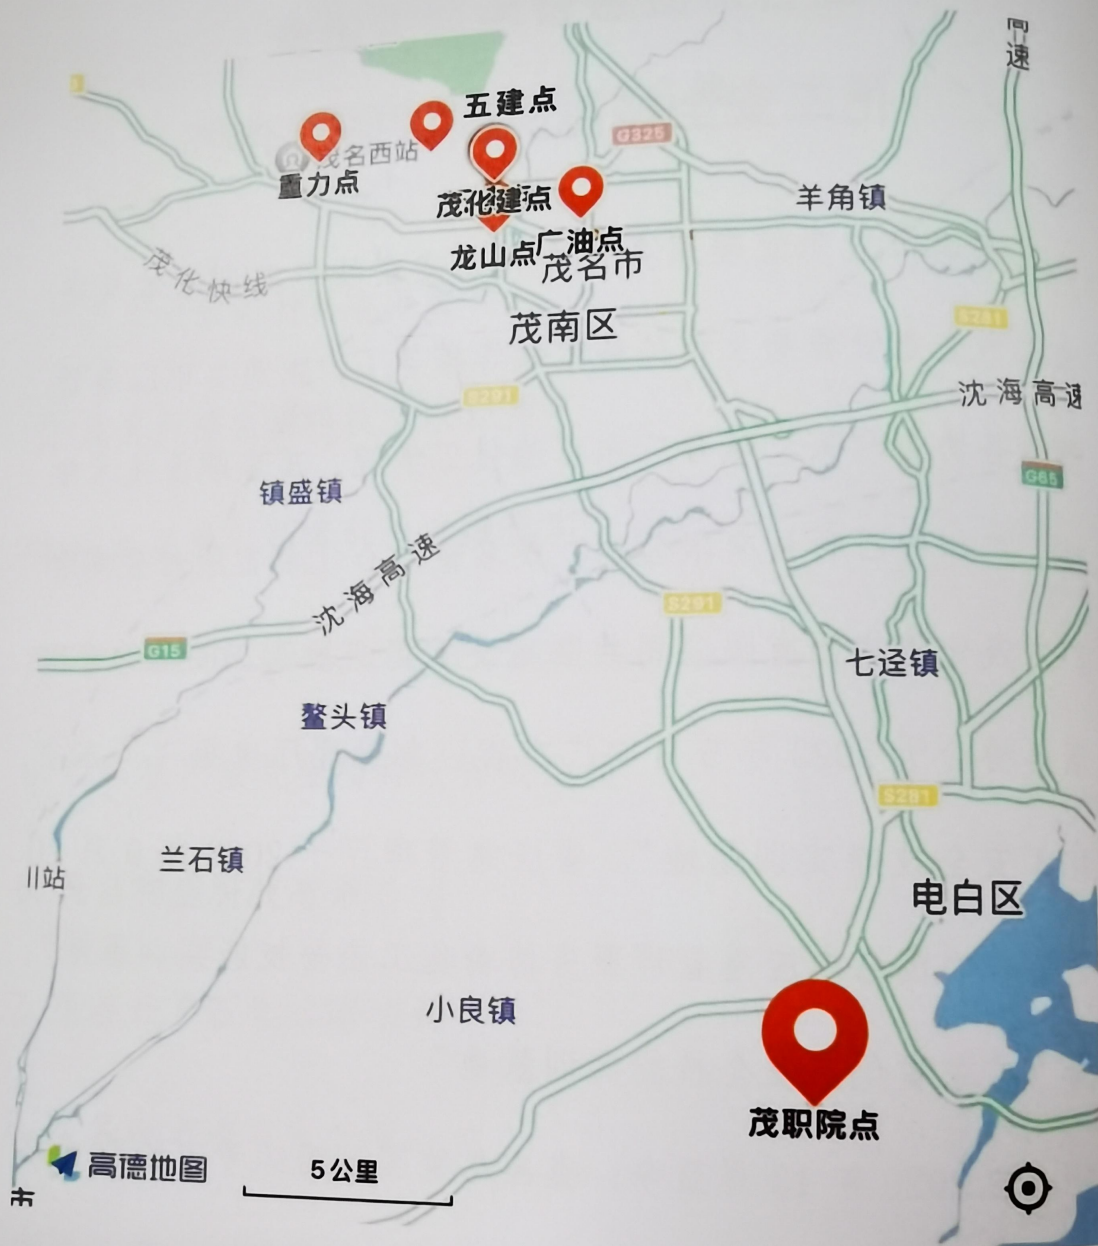 高
速
五建点
G325
茂名西站
重力点
茂化建点
羊角镇
龙山点
广油点
茂名市
茂化快线
茂南区
S281
S291
沈海高速
G65
镇盛镇
沈海高速
S291
G15
七迳镇
鳌头镇
S281
兰石镇
川站
电白区
小良镇
茂职院点
高德地图
5公里
市